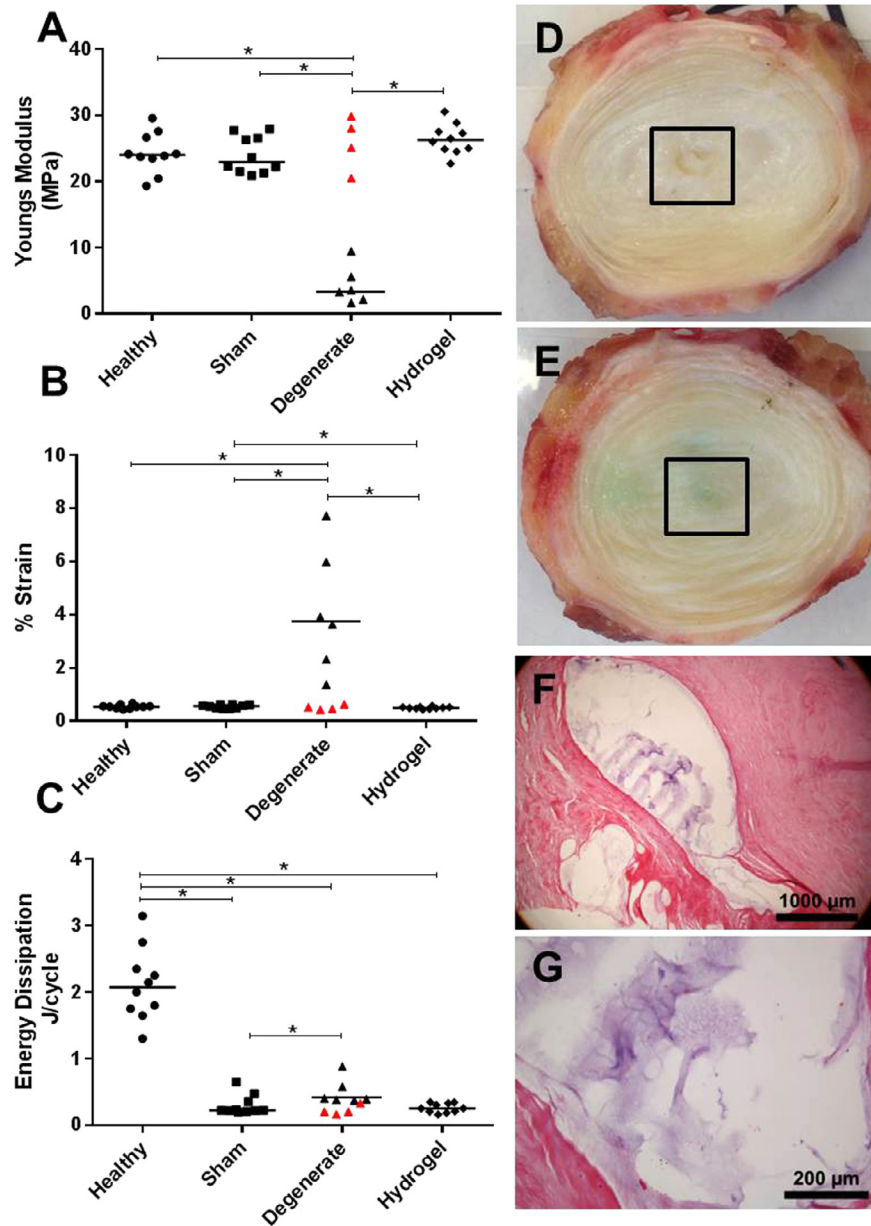 A
Youngs Modulus
(MPa)
40
30
20
10
0
* * *
Healthy
Sham
Degenerate
Hydrogel
B
% Strain
10
8
6
4
2
0
* * * *
Healthy
Sham
Degenerate
Hydrogel
C
Energy Dissipation
J/cycle
4
3
2
1
0
* * * *
Healthy
Sham
Degenerate
Hydrogel
D
E
F
1000 µm
G
200 µm